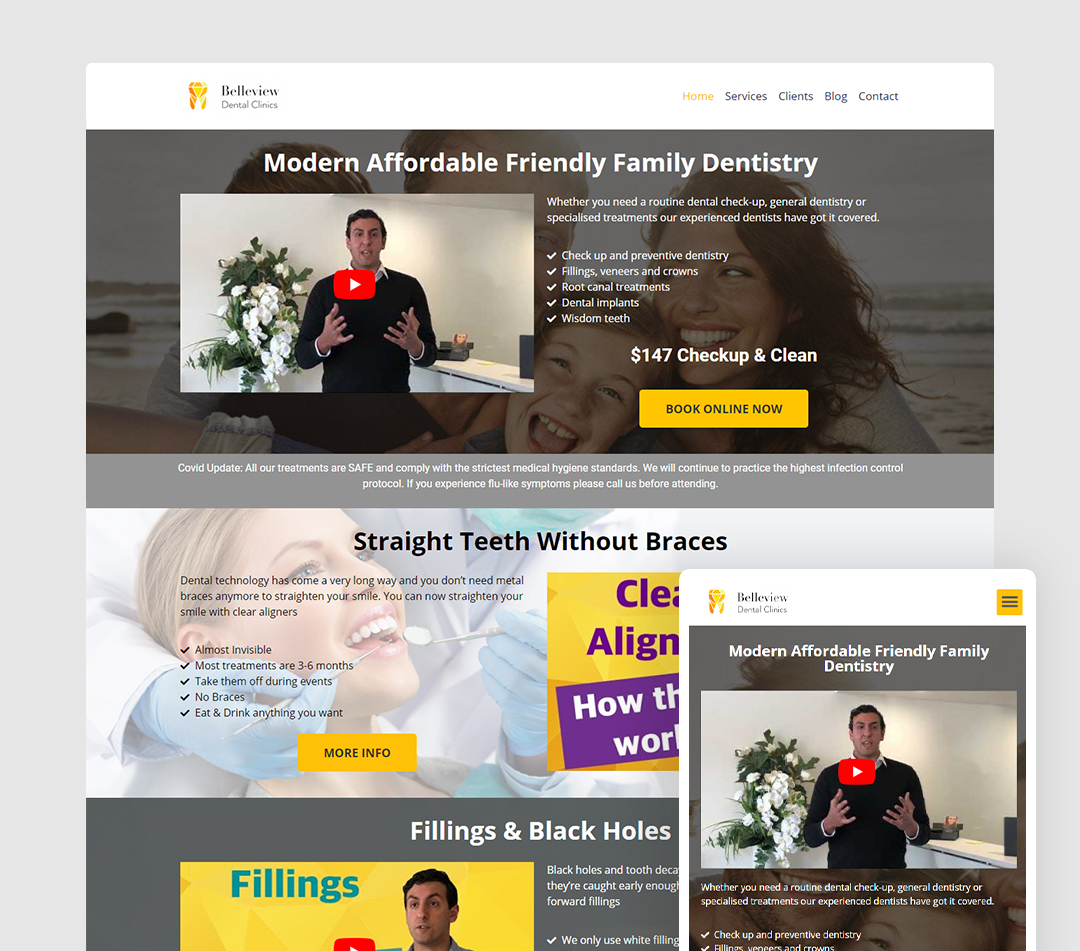 Belleview
Dental Clinics
Home Services Clients Blog Contact
Modern Affordable Friendly Family Dentistry
Whether you need a routine dental check-up, general dentistry or
specialised treatments our experienced dentists have got it covered.
Check up and preventive dentistry
Fillings, veneers and crowns
Root canal treatments
Dental implants
Wisdom teeth
$147 Checkup & Clean
BOOK ONLINE NOW
Covid Update: All our treatments are SAFE and comply with the strictest medical hygiene standards. We will continue to practice the highest infection control
protocol. If you experience flu-like symptoms please call us before attending.
Straight Teeth Without Braces
Dental technology has come a very long way and you don't need metal
braces anymore to straighten your smile. You can now straighten your
smile with clear aligners
Almost Invisible
Most treatments are 3-6 months
Take them off during events
No Braces
Eat & Drink anything you want
MORE INFO
Clea
Align
How th
worl
Fillings & Black Holes
Fillings
Black holes and tooth deca
they're caught early enough
forward fillings
We only use white filling
Belleview
Dental Clinics
Modern Affordable Friendly Family
Dentistry
Whether you need a routine dental check-up, general dentistry or
specialised treatments our experienced dentists have got it covered.
Check up and preventive dentistry
Fillings, veneers and crowns